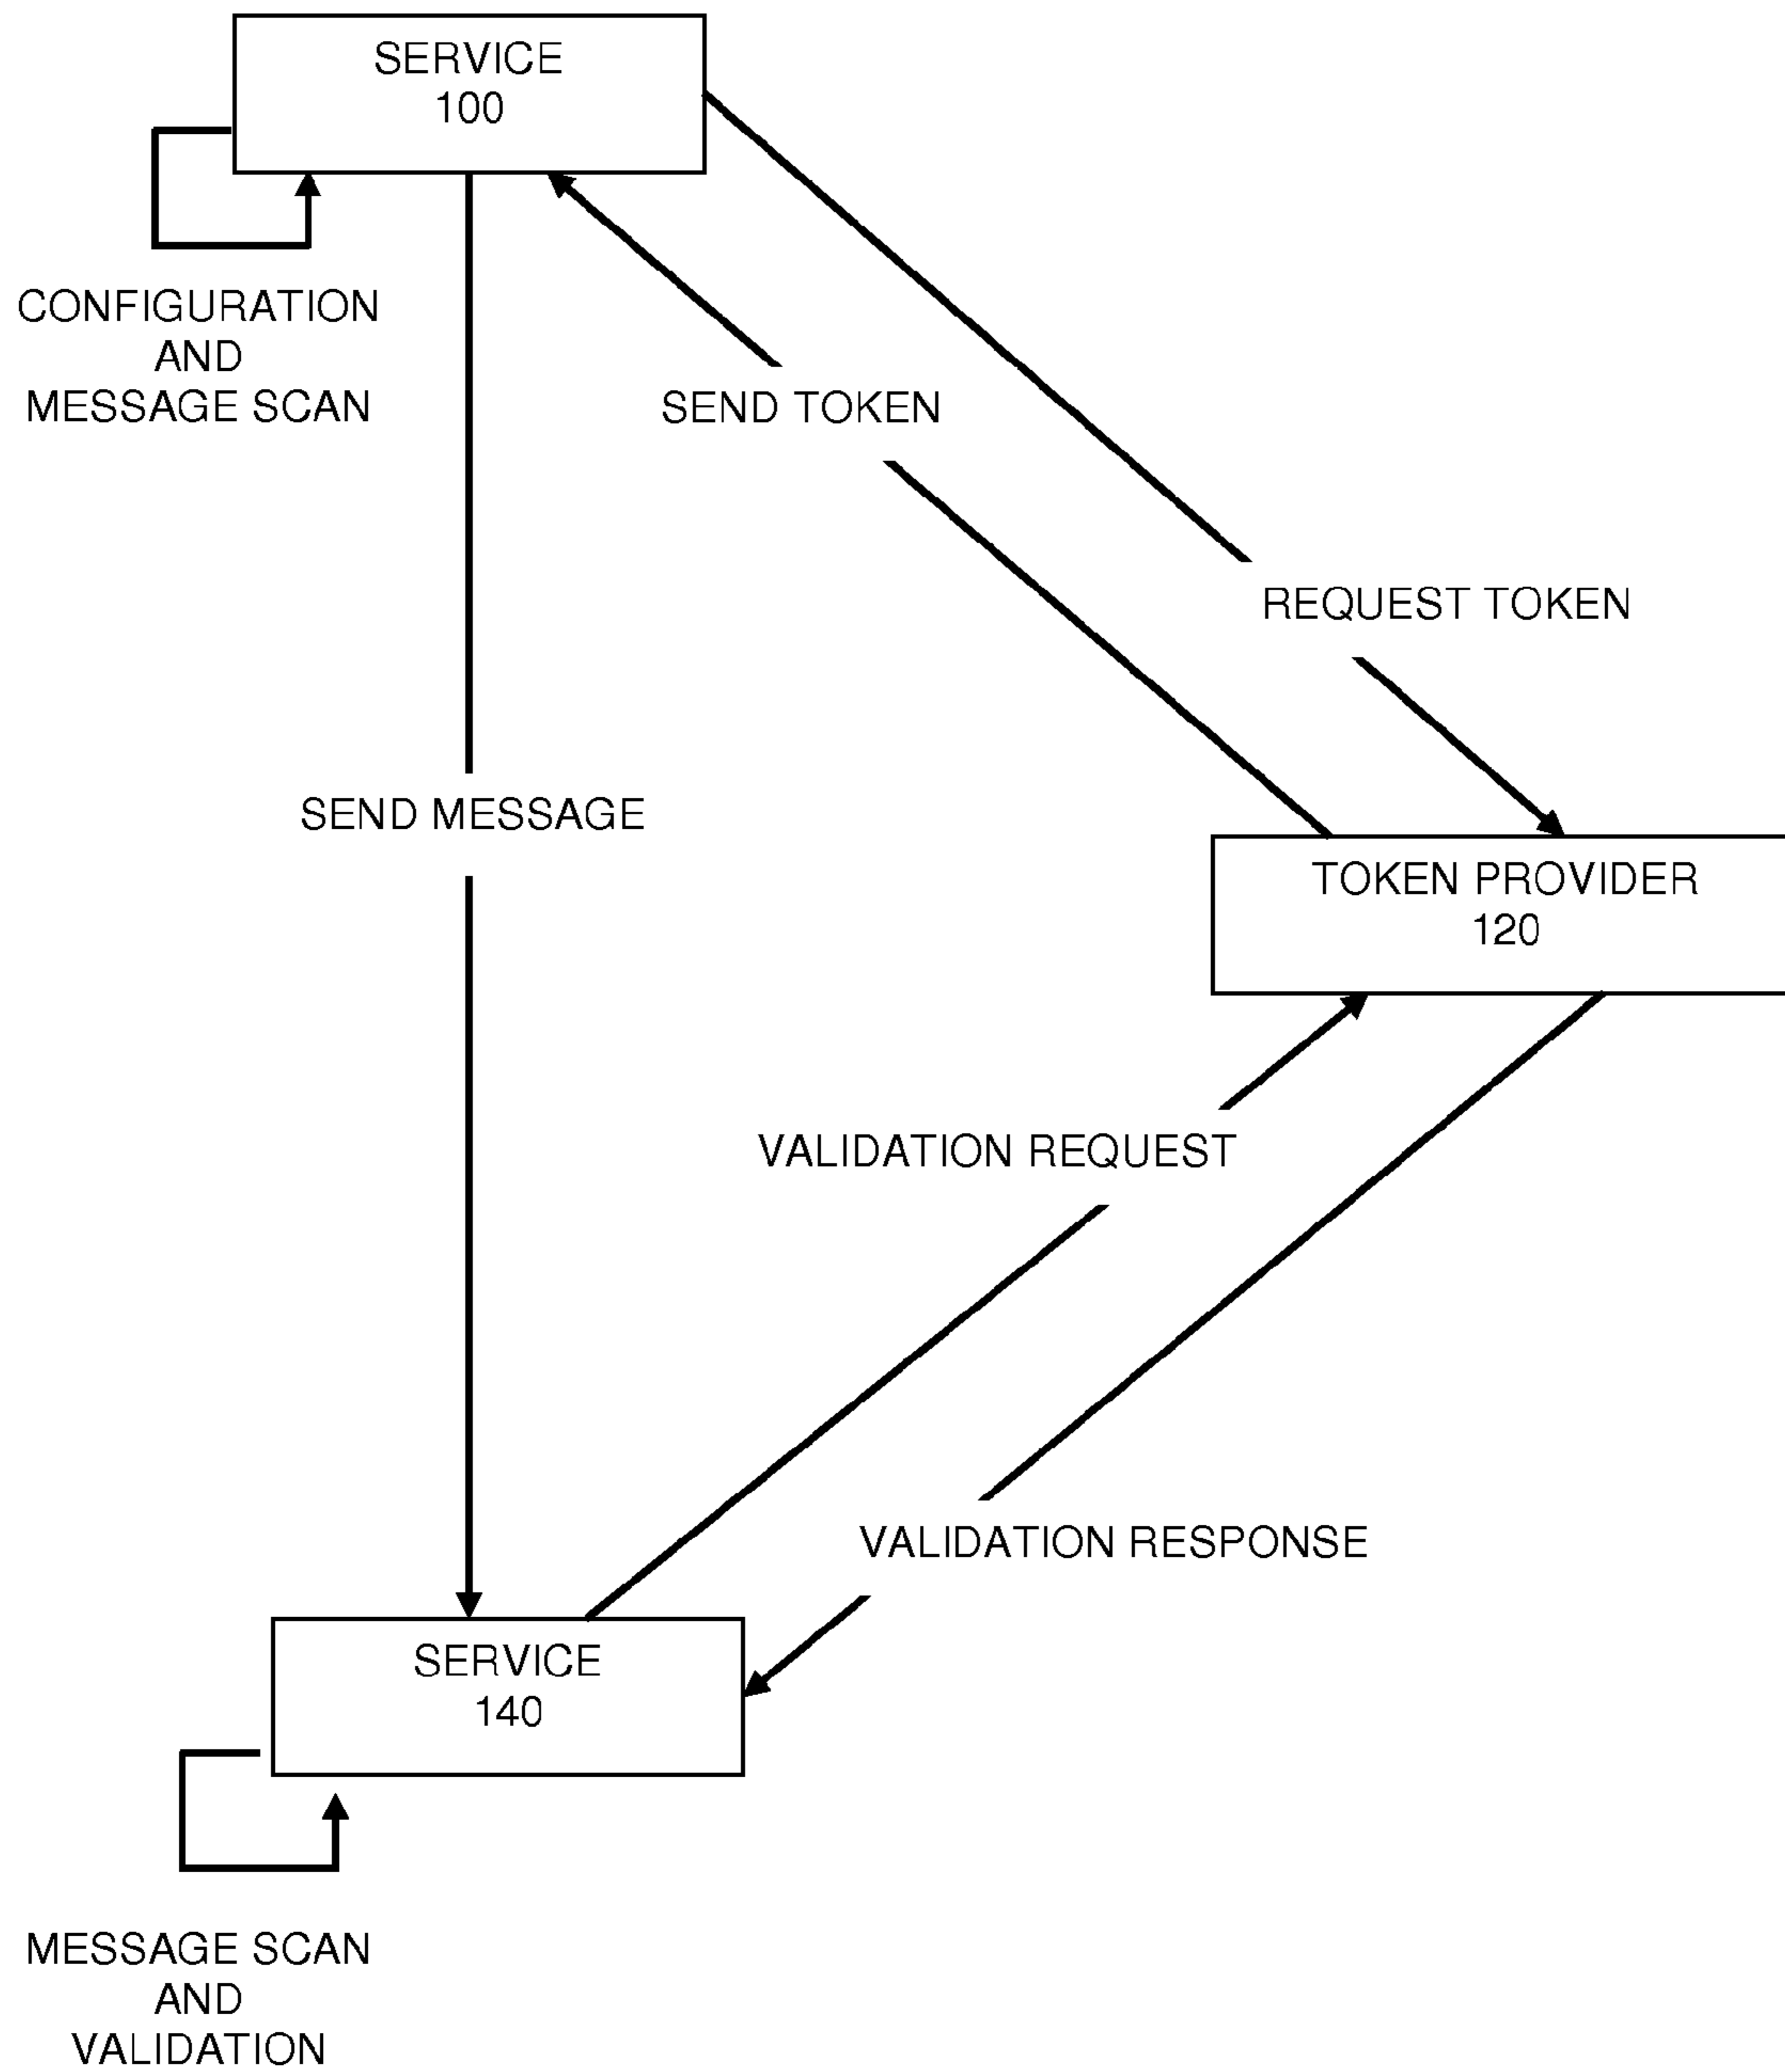 SERVICE
100
CONFIGURATION
AND
MESSAGE SCAN
SEND TOKEN
REQUEST TOKEN
SEND MESSAGE
TOKEN PROVIDER
120
VALIDATION REQUEST
VALIDATION RESPONSE
SERVICE
140
MESSAGE SCAN
AND
VALIDATION